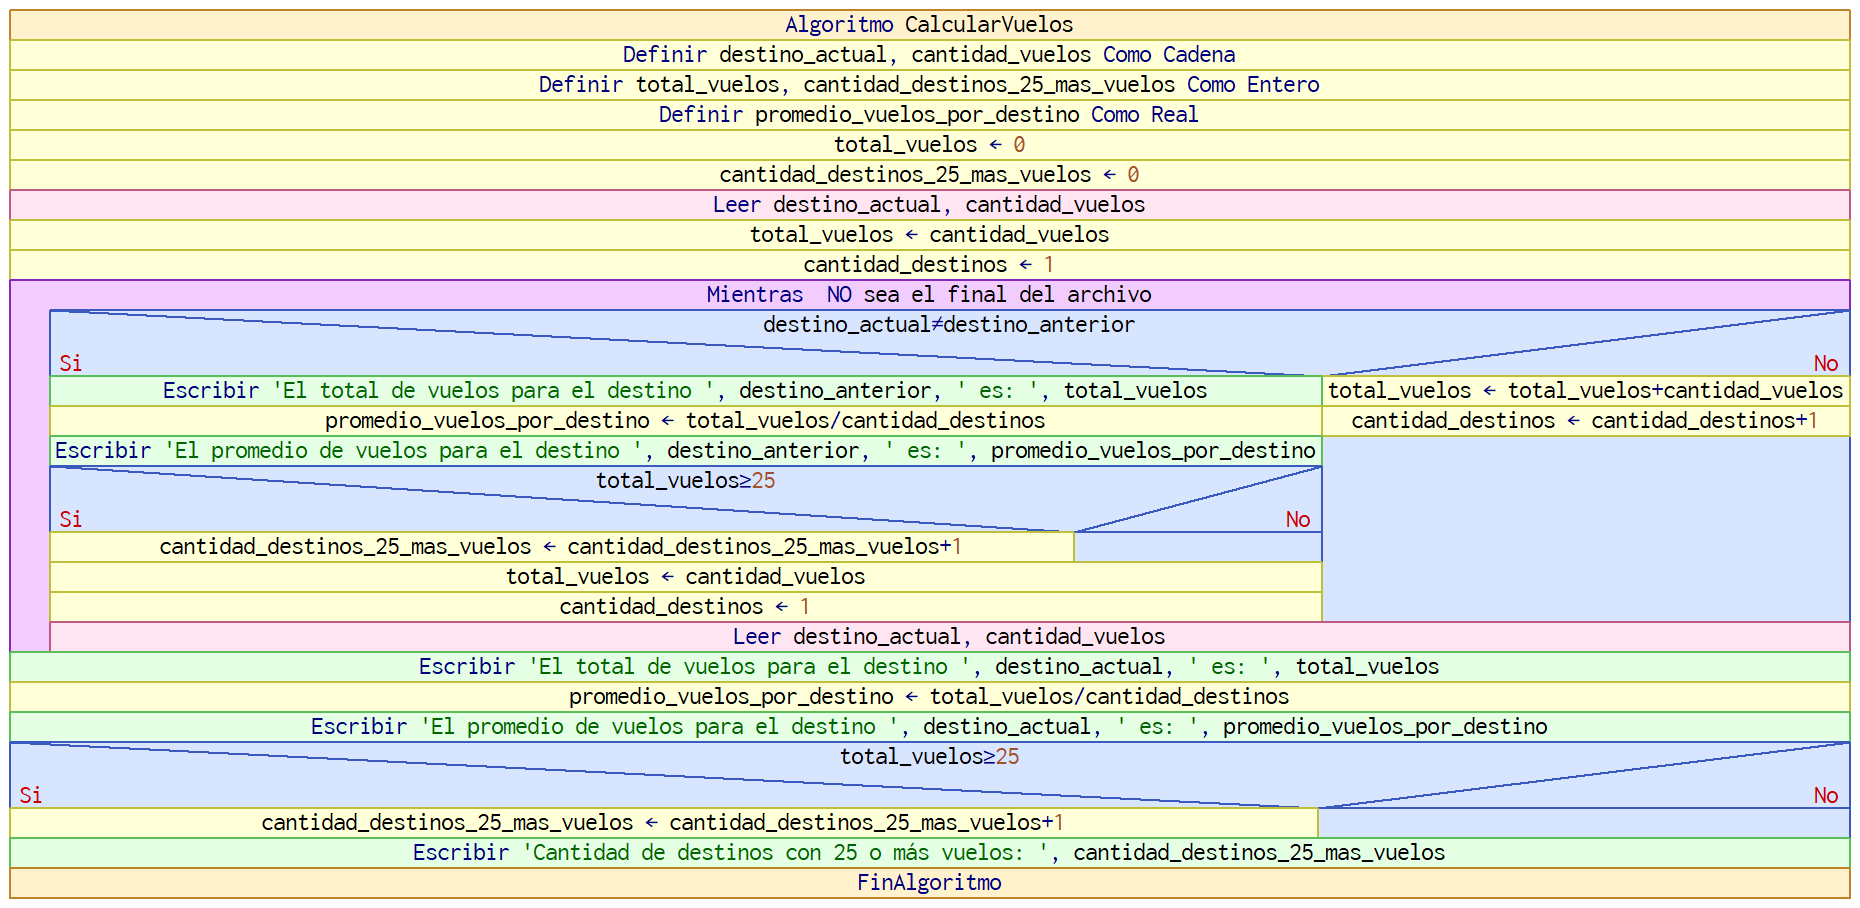 Algoritmo CalcularVuelos
Definir destino_actual, cantidad_vuelos Como Cadena
Definir total_vuelos, cantidad_destinos_25_mas_vuelos Como Entero
Definir promedio_vuelos_por_destino Como Real
total_vuelos ← 0
cantidad_destinos_25_mas_vuelos ← 0
Leer destino_actual, cantidad_vuelos
total_vuelos ← cantidad_vuelos
cantidad_destinos ← 1
Mientras  NO sea el final del archivo
destino_actual≠destino_anterior
Si No
Escribir 'El total de vuelos para el destino ', destino_anterior, ' es: ', total_vuelos total_vuelos ← total_vuelos+cantidad_vuelos
promedio_vuelos_por_destino ← total_vuelos/cantidad_destinos cantidad_destinos ← cantidad_destinos+1
Escribir 'El promedio de vuelos para el destino ', destino_anterior, ' es: ', promedio_vuelos_por_destino
total_vuelos≥25
Si No
cantidad_destinos_25_mas_vuelos ← cantidad_destinos_25_mas_vuelos+1
total_vuelos ← cantidad_vuelos
cantidad_destinos ← 1
Leer destino_actual, cantidad_vuelos
Escribir 'El total de vuelos para el destino ', destino_actual, ' es: ', total_vuelos
promedio_vuelos_por_destino ← total_vuelos/cantidad_destinos
Escribir 'El promedio de vuelos para el destino ', destino_actual, ' es: ', promedio_vuelos_por_destino
total_vuelos≥25
Si No
cantidad_destinos_25_mas_vuelos ← cantidad_destinos_25_mas_vuelos+1
Escribir 'Cantidad de destinos con 25 o más vuelos: ', cantidad_destinos_25_mas_vuelos
FinAlgoritmo